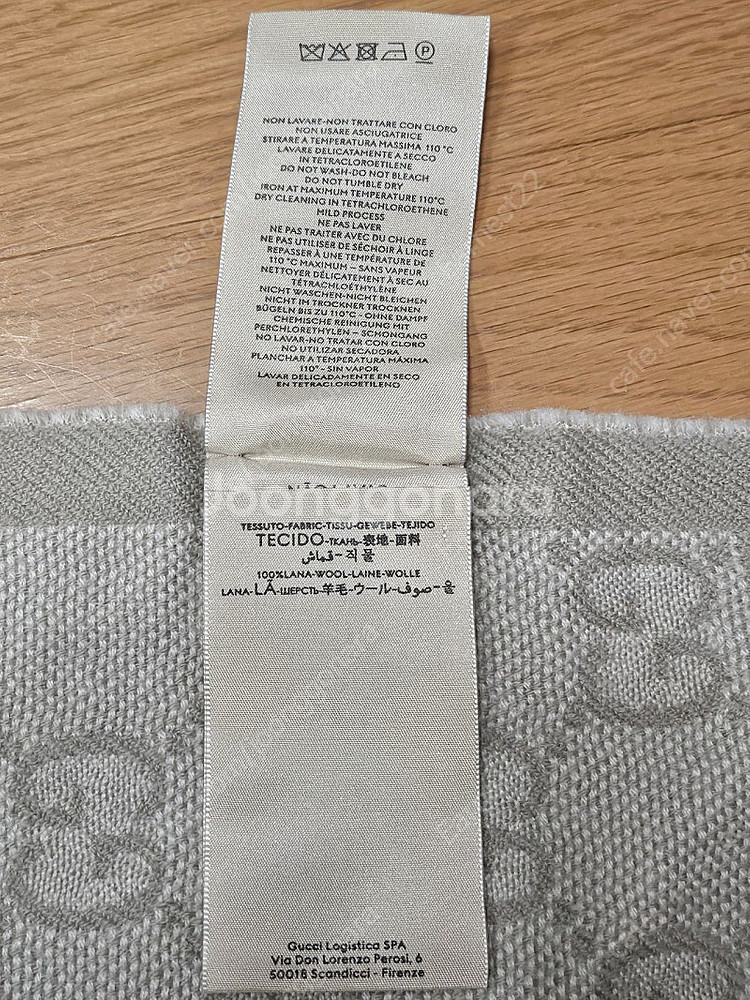 NON LAVARE-NON TRATTARE CON CLORO
NON USARE ASCIUGATRICE
STIRARE A TEMPERATURA MASSIMA 110 °C
LAVARE DELICATAMENTE A SECCO
IN TETRACLOROETILENE
DO NOT WASH-DO NOT BLEACH
DO NOT TUMBLE DRY
IRON AT MAXIMUM TEMPERATURE 110°C
DRY CLEANING IN TETRACHLOROETHENE
MILD PROCESS
NE PAS LAVER
NE PAS TRAITER AVEC DU CHLORE
NE PAS UTILISER DE SÉCHOIR À LINGE
REPASSER À UNE TEMPÉRATURE DE
110 °C MAXIMUM – SANS VAPEUR
NETTOYER DÉLICATEMENT À SEC AU
TÉTRACHLOÉTHYLÈNE
NICHT WASCHEN-NICHT BLEICHEN
NICHT IM TROCKNER TROCKNEN
BÜGELN BIS ZU 110°C - OHNE DAMPF
CHEMISCHE REINIGUNG MIT
PERCHLORETHYLEN – SCHONGANG
NO LAVAR-NO TRATAR CON CLORO
NO UTILIZAR SECADORA
PLANCHAR A TEMPERATURA MÁXIMA
110° - SIN VAPOR
LAVAR DELICADAMENTE EN SECO
EN TETRACLOROETILENO
Joongonara
TESSUTO-FABRIC-TISSU-GEWEBE-TEJIDO
TECIDO-ТКАНЬ-表地-面料
قماش-직물
100%LANA-WOOL-LAINE-WOLLE
LANA-LÃ-ШЕРСТЬ-羊毛-ウール-صوف-울
Gucci Logistica SPA
Via Don Lorenzo Perosi, 6
50018 Scandicci - Firenze